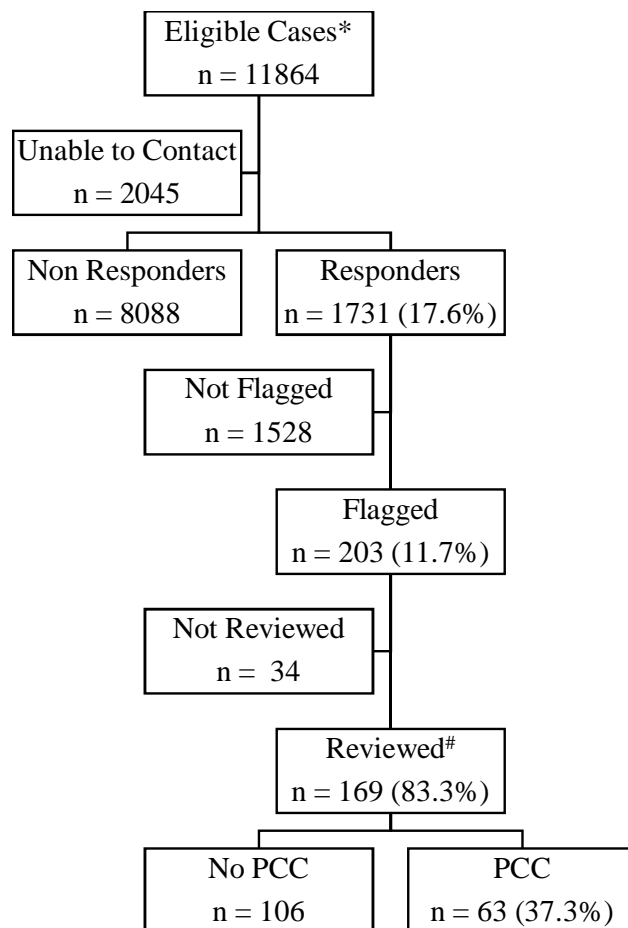 Eligible Cases*
n = 11864
Unable to Contact
n = 2045
Non Responders
n = 8088
Responders
n = 1731 (17.6%)
Not Flagged
n = 1528
Flagged
n = 203 (11.7%)
Not Reviewed
n =  34
Reviewed#
n = 169 (83.3%)
No PCC
n = 106
PCC
n = 63 (37.3%)